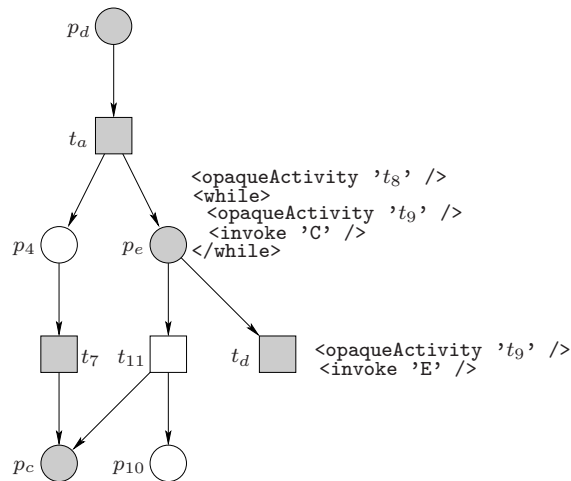 p_d
t_a
<opaqueActivity 't_8' />
<while>
<opaqueActivity 't_9' />
<invoke 'C' />
</while>
p_4
p_e
t_7
t_11
t_d
<opaqueActivity 't_9' />
<invoke 'E' />
p_c
p_10